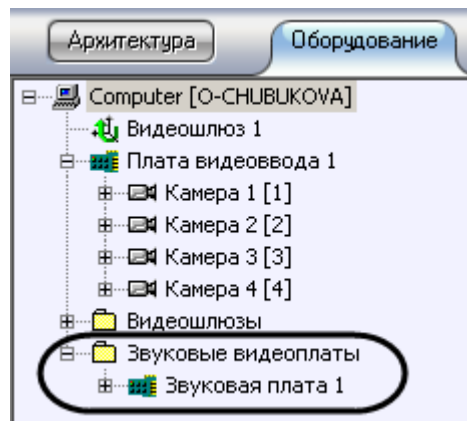 Архитектура Оборудование
Computer [O-CHUBUKOVA]
Видеошлюз 1
Плата видеоввода 1
Камера 1 [1]
Камера 2 [2]
Камера 3 [3]
Камера 4 [4]
Видеошлюзы
Звуковые видеоплаты
Звуковая плата 1